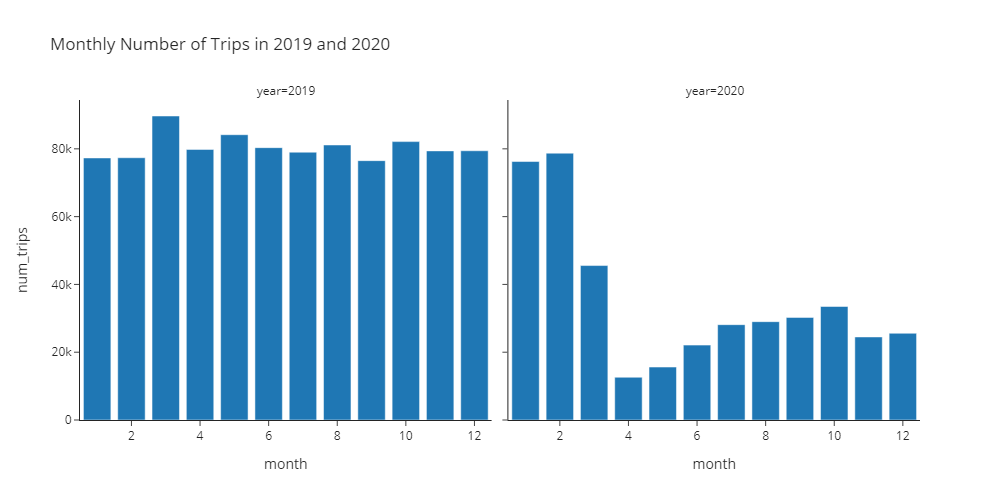 Monthly Number of Trips in 2019 and 2020
year=2019
year=2020
80k
60k
40k
20k
0
num_trips
2 4 6 8 10 12
2 4 6 8 10 12
month
month